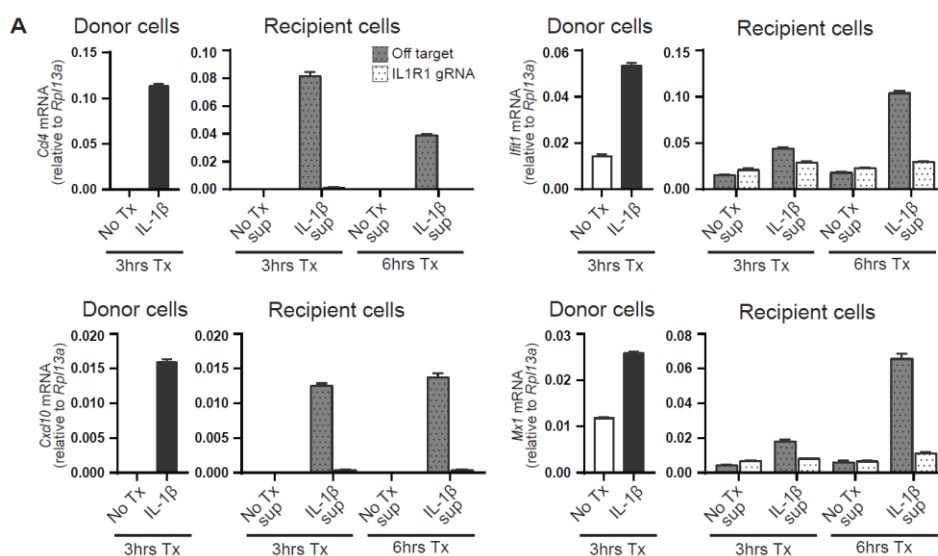 A
Donor cells
Recipient cells
Ccl4 mRNA
(relative to Rpl13a)
0.15
0.10
0.05
0.00
0.10
0.08
0.06
0.04
0.02
0.00
Off target
IL1R1 gRNA
No Tx
IL-1β
3hrs Tx
No Tx sup
IL-1β sup
No Tx sup
IL-1β sup
3hrs Tx
6hrs Tx
Donor cells
Recipient cells
Ifit1 mRNA
(relative to Rpl13a)
0.06
0.04
0.02
0.00
0.15
0.10
0.05
0.00
No Tx
IL-1β
3hrs Tx
No Tx sup
IL-1β sup
No Tx sup
IL-1β sup
3hrs Tx
6hrs Tx
Donor cells
Recipient cells
Cxcl10 mRNA
(relative to Rpl13a)
0.020
0.015
0.010
0.005
0.000
0.020
0.015
0.010
0.005
0.000
No Tx
IL-1β
3hrs Tx
No Tx sup
IL-1β sup
No Tx sup
IL-1β sup
3hrs Tx
6hrs Tx
Donor cells
Recipient cells
Mx1 mRNA
(relative to Rpl13a)
0.03
0.02
0.01
0.00
0.08
0.06
0.04
0.02
0.00
No Tx
IL-1β
3hrs Tx
No Tx sup
IL-1β sup
No Tx sup
IL-1β sup
3hrs Tx
6hrs Tx